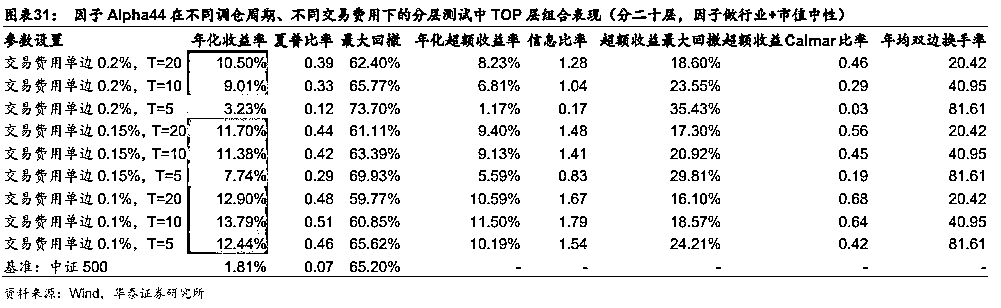 图表31： 因子Alpha44在不同调仓周期、不同交易费用下的分层测试中TOP层组合表现（分二十层，因子做行业+市值中性）
参数设置 年化收益率 夏普比率 最大回撤 年化超额收益率 信息比率 超额收益最大回撤 超额收益Calmar比率 年均双边换手率
交易费用单边 0.2%，T=20 10.50% 0.39 62.40% 8.23% 1.28 18.60% 0.46 20.42
交易费用单边 0.2%，T=10 9.01% 0.33 65.77% 6.81% 1.04 23.55% 0.29 40.95
交易费用单边 0.2%，T=5 3.23% 0.12 73.70% 1.17% 0.17 35.43% 0.03 81.61
交易费用单边 0.15%，T=20 11.70% 0.44 61.11% 9.40% 1.48 17.30% 0.56 20.42
交易费用单边 0.15%，T=10 11.38% 0.42 63.39% 9.13% 1.41 20.92% 0.45 40.95
交易费用单边 0.15%，T=5 7.74% 0.29 69.93% 5.59% 0.83 29.81% 0.19 81.61
交易费用单边 0.1%，T=20 12.90% 0.48 59.77% 10.59% 1.67 16.10% 0.68 20.42
交易费用单边 0.1%，T=10 13.79% 0.51 60.85% 11.50% 1.79 18.57% 0.64 40.95
交易费用单边 0.1%，T=5 12.44% 0.46 65.62% 10.19% 1.54 24.21% 0.42 81.61
基准：中证500 1.81% 0.07 65.20% - - - - -
资料来源：Wind，华泰证券研究所